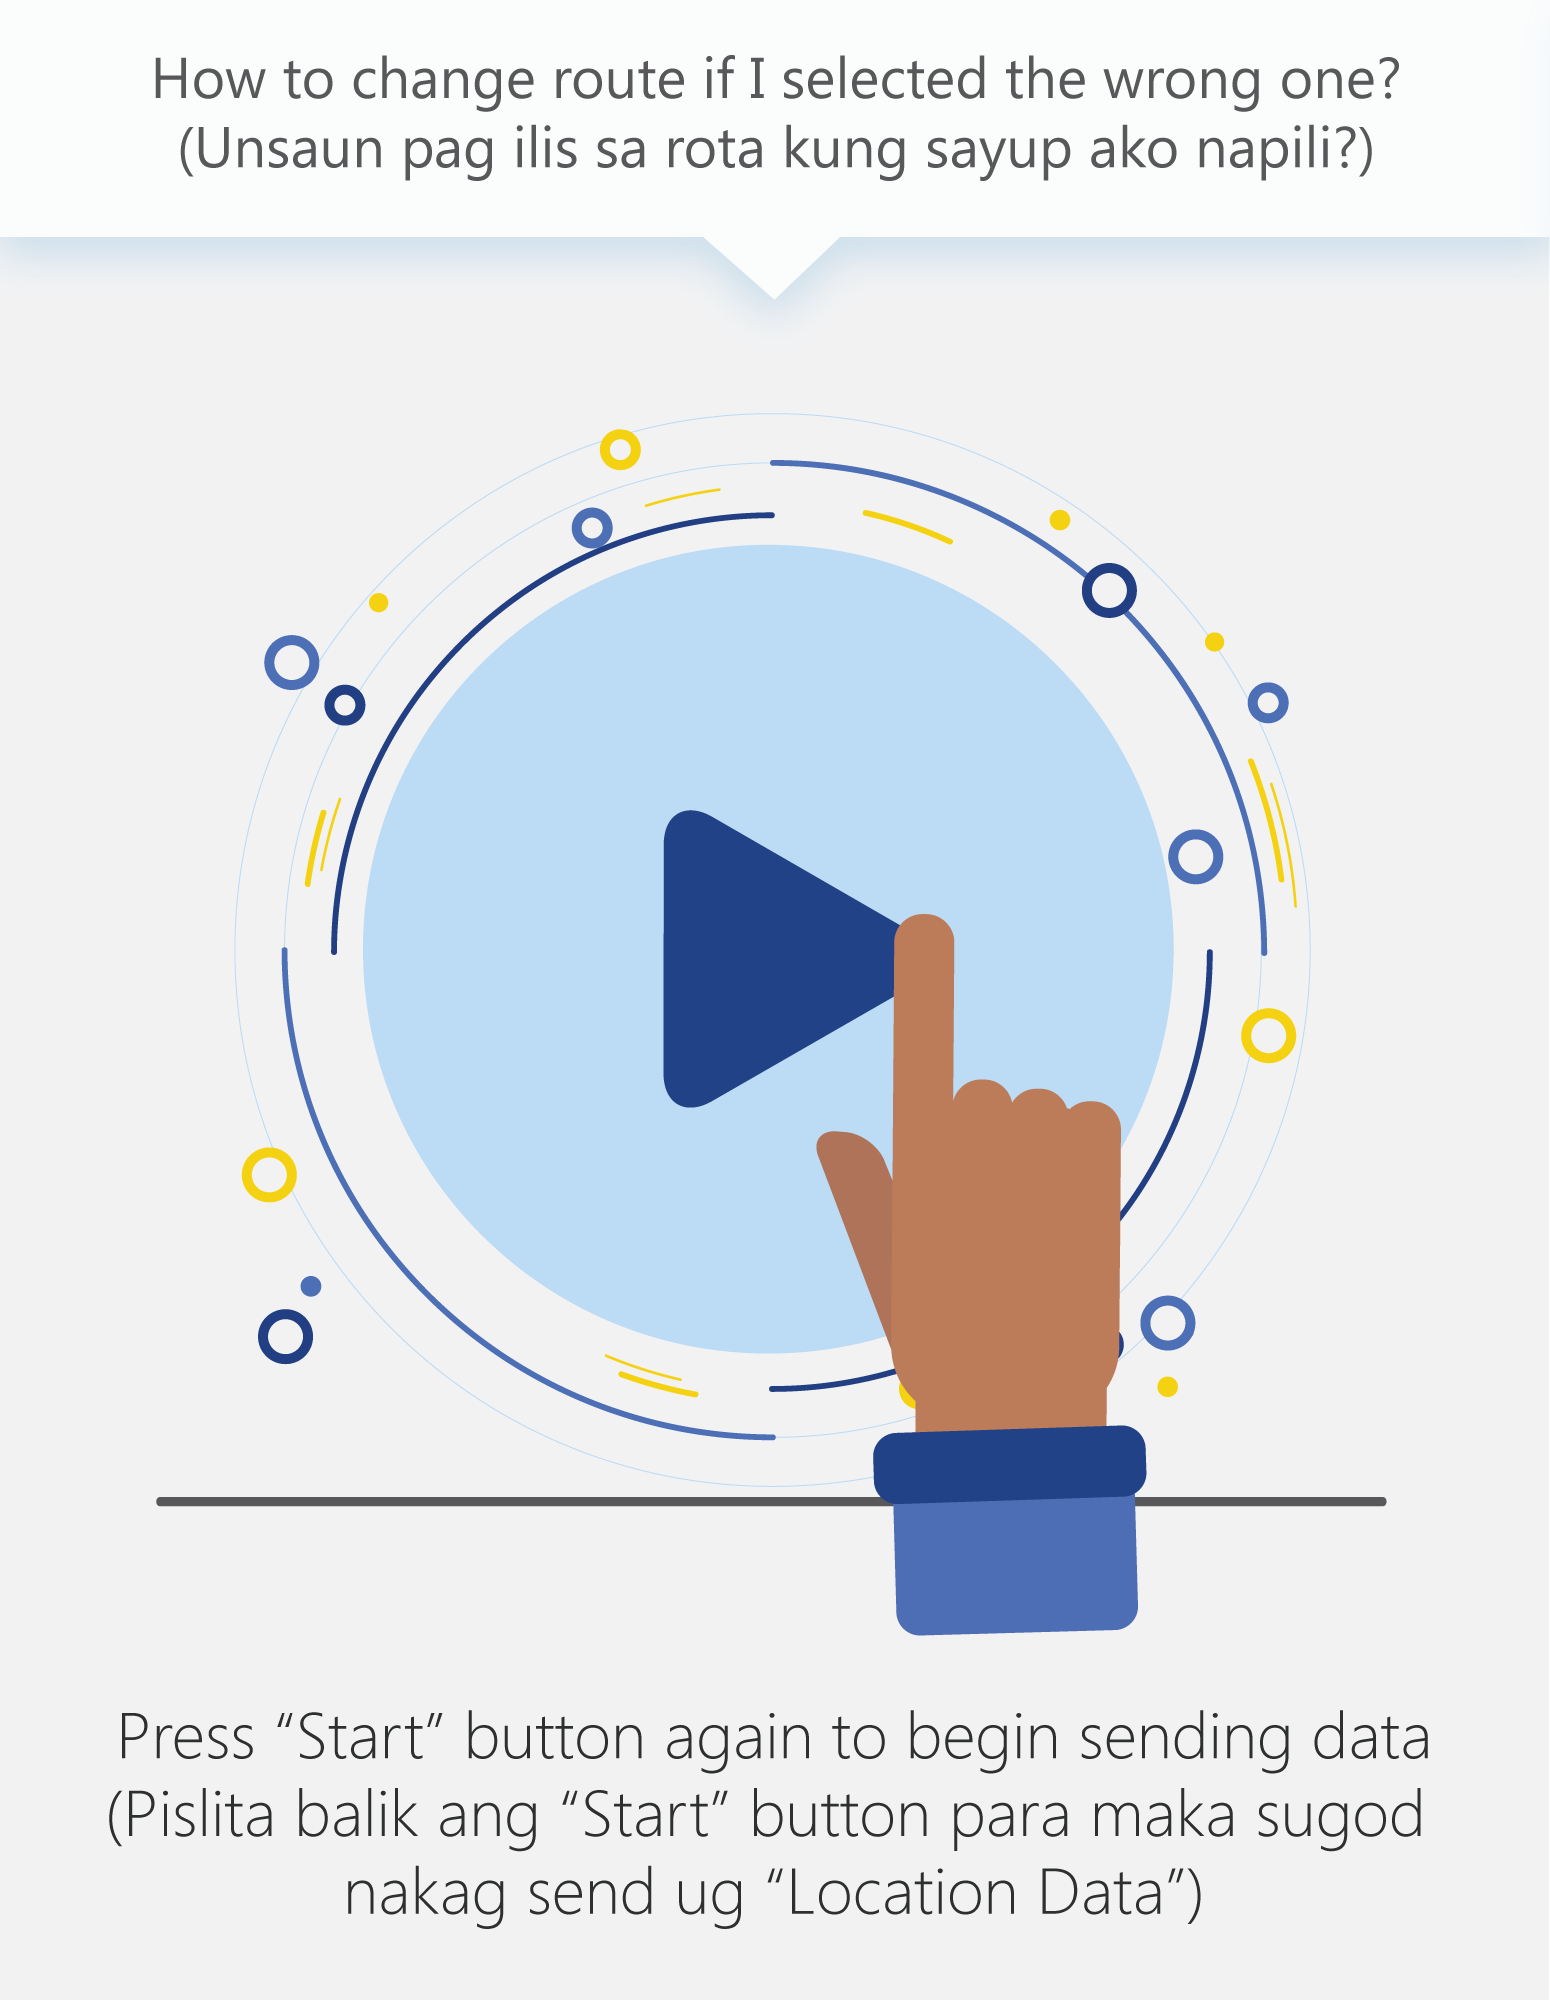 How to change route if I selected the wrong one?
(Unsaun pag ilis sa rota kung sayup ako napili?)
Press “Start” button again to begin sending data
(Pislita balik ang “Start” button para maka sugod
nakag send ug “Location Data”)